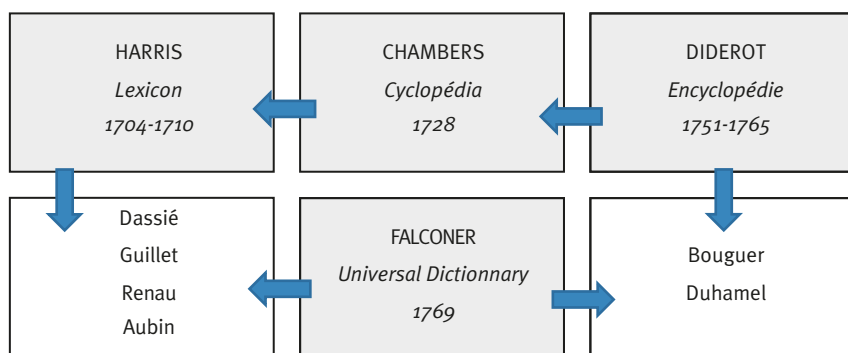 HARRIS
Lexicon
1704-1710
CHAMBERS
Cyclopédia
1728
DIDEROT
Encyclopédie
1751-1765
Dassié
Guillet
Renau
Aubin
FALCONER
Universal Dictionnary
1769
Bouguer
Duhamel